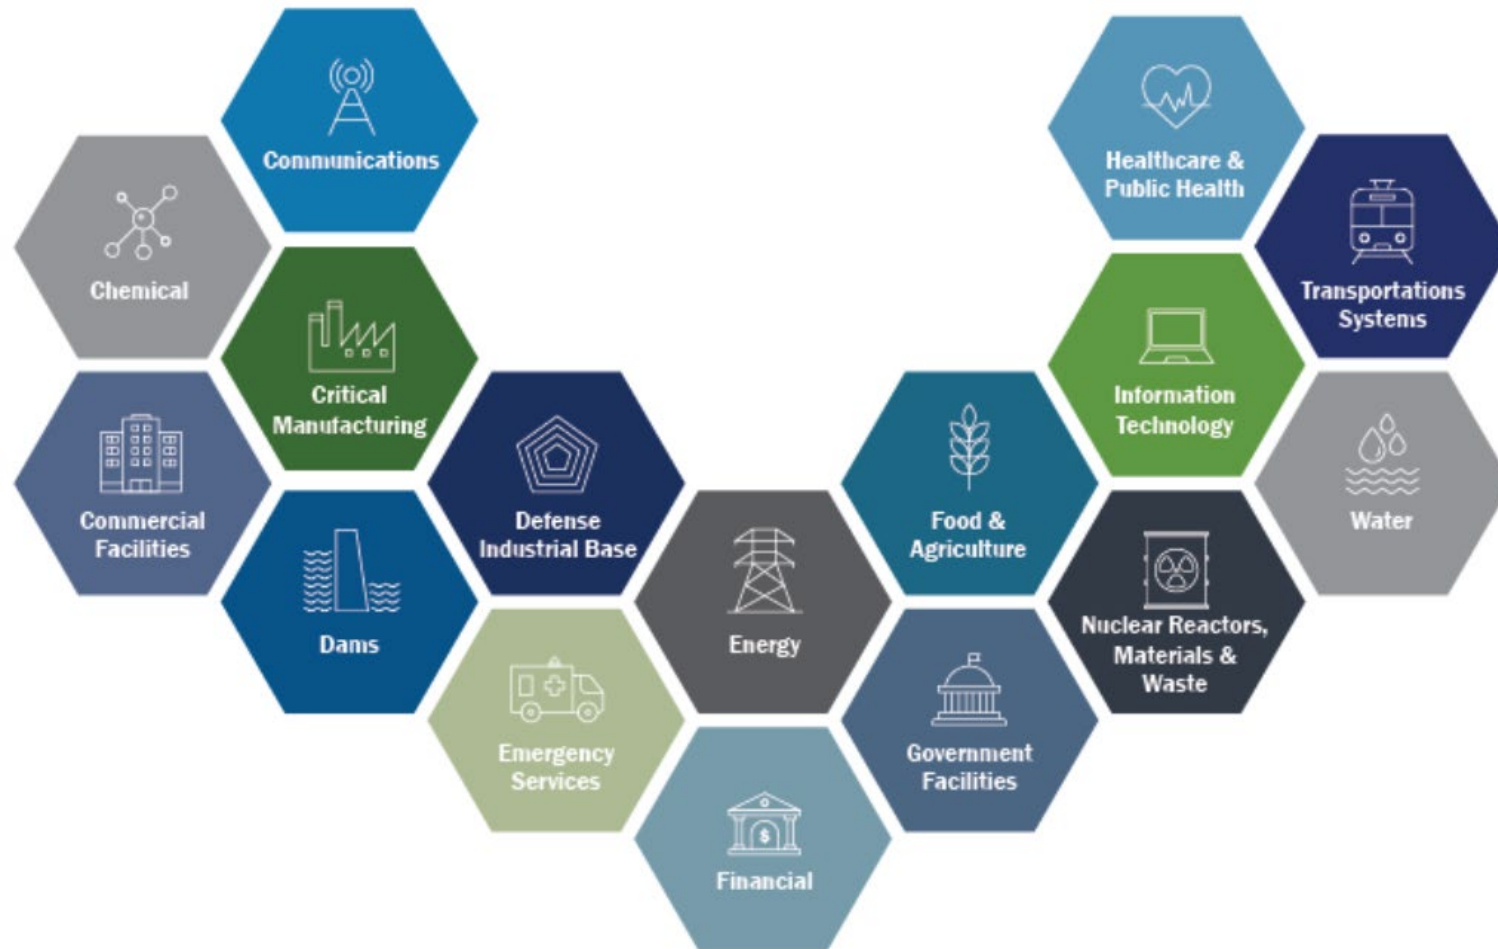 Communications
Healthcare &
Public Health
Chemical
Transportations
Systems
Critical
Manufacturing
Information
Technology
Commercial
Facilities
Defense
Industrial Base
Food &
Agriculture
Water
Dams
Energy
Nuclear Reactors,
Materials &
Waste
Emergency
Services
Government
Facilities
$
Financial